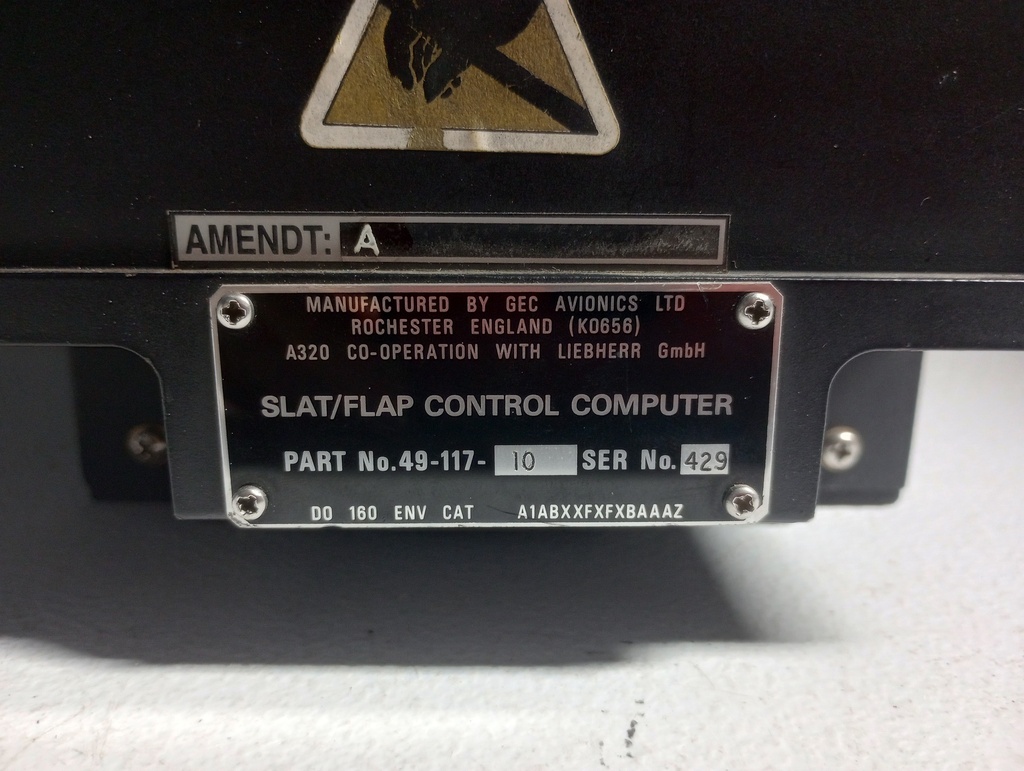 AMENDT: A
MANUFACTURED BY GEC AVIONICS LTD
ROCHESTER ENGLAND (K0656)
A320 CO-OPERATION WITH LIEBHERR GmbH
SLAT/FLAP CONTROL COMPUTER
PART No. 49-117- 10 SER No. 429
DO 160 ENV CAT A1ABXXFXFXBAAAZ